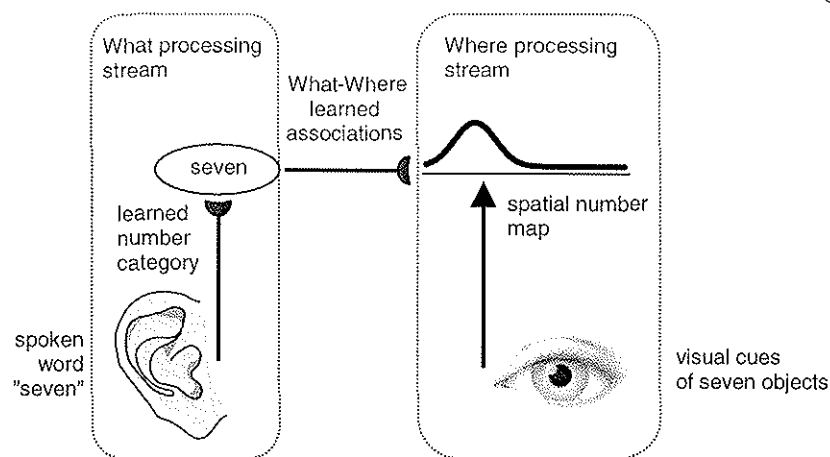 What processing
stream
Where processing
stream
What-Where
learned
associations
seven
learned
number
category
spatial number
map
spoken
word
"seven"
visual cues
of seven objects